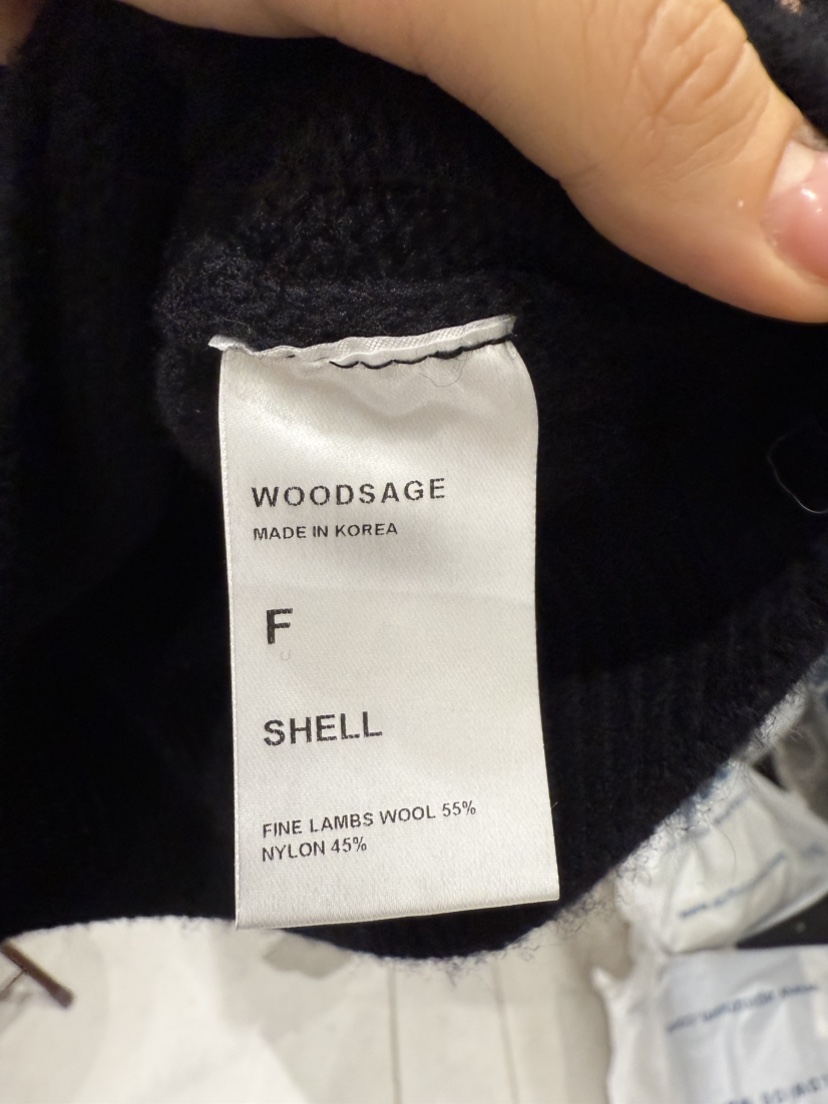 WOODSAGE
MADE IN KOREA
F
SHELL
FINE LAMBS WOOL 55%
NYLON 45%